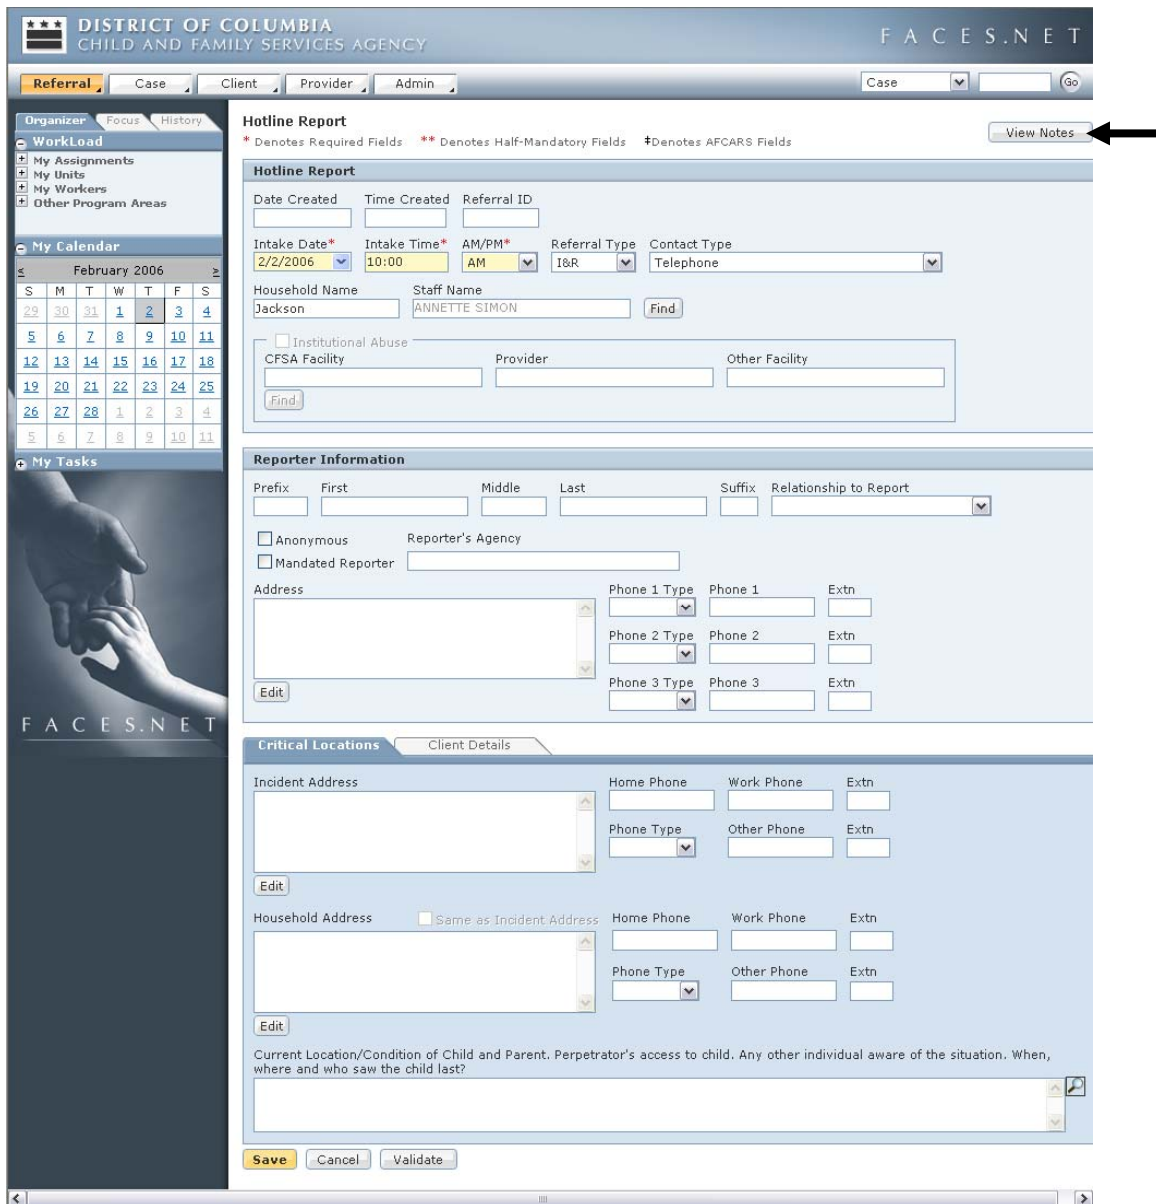 DISTRICT OF COLUMBIA
CHILD AND FAMILY SERVICES AGENCY
FACES.NET
Referral Case Client Provider Admin Case Go
Organizer Focus History
WorkLoad
My Assignments
My Units
My Workers
Other Program Areas
My Calendar
< February 2006 >
S M T W T F S
29 30 31 1 2 3 4
5 6 7 8 9 10 11
12 13 14 15 16 17 18
19 20 21 22 23 24 25
26 27 28 1 2 3 4
5 6 7 8 9 10 11
My Tasks
FACES.NET
Hotline Report
* Denotes Required Fields ** Denotes Half-Mandatory Fields ‡Denotes AFCARS Fields
View Notes
Hotline Report
Date Created Time Created Referral ID
Intake Date* Intake Time* AM/PM* Referral Type Contact Type
2/2/2006 10:00 AM I&R Telephone
Household Name Staff Name
Jackson ANNETTE SIMON Find
Institutional Abuse
CFSA Facility Provider Other Facility
Find
Reporter Information
Prefix First Middle Last Suffix Relationship to Report
Anonymous Reporter's Agency
Mandated Reporter
Address Phone 1 Type Phone 1 Extn
Phone 2 Type Phone 2 Extn
Phone 3 Type Phone 3 Extn
Edit
Critical Locations Client Details
Incident Address Home Phone Work Phone Extn
Phone Type Other Phone Extn
Edit
Household Address Same as Incident Address Home Phone Work Phone Extn
Phone Type Other Phone Extn
Edit
Current Location/Condition of Child and Parent. Perpetrator's access to child. Any other individual aware of the situation. When,
where and who saw the child last?
Save Cancel Validate